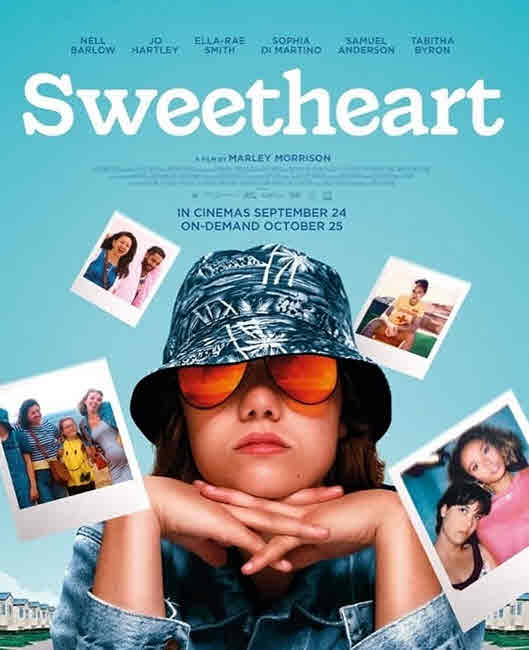 NELL JO ELLA-RAE SOPHIA SAMUEL TABITHA
BARLOW HARTLEY SMITH DI MARTINO ANDERSON BYRON
Sweetheart
A FILM BY MARLEY MORRISON
IN CINEMAS SEPTEMBER 24
ON-DEMAND OCTOBER 25